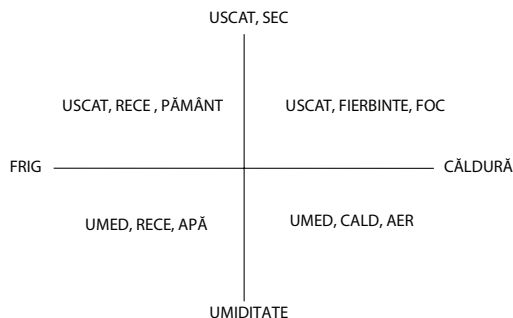 USCAT, SEC
USCAT, RECE , PĂMÂNT
USCAT, FIERBINTE, FOC
FRIG
CĂLDURĂ
UMED, RECE, APĂ
UMED, CALD, AER
UMIDITATE